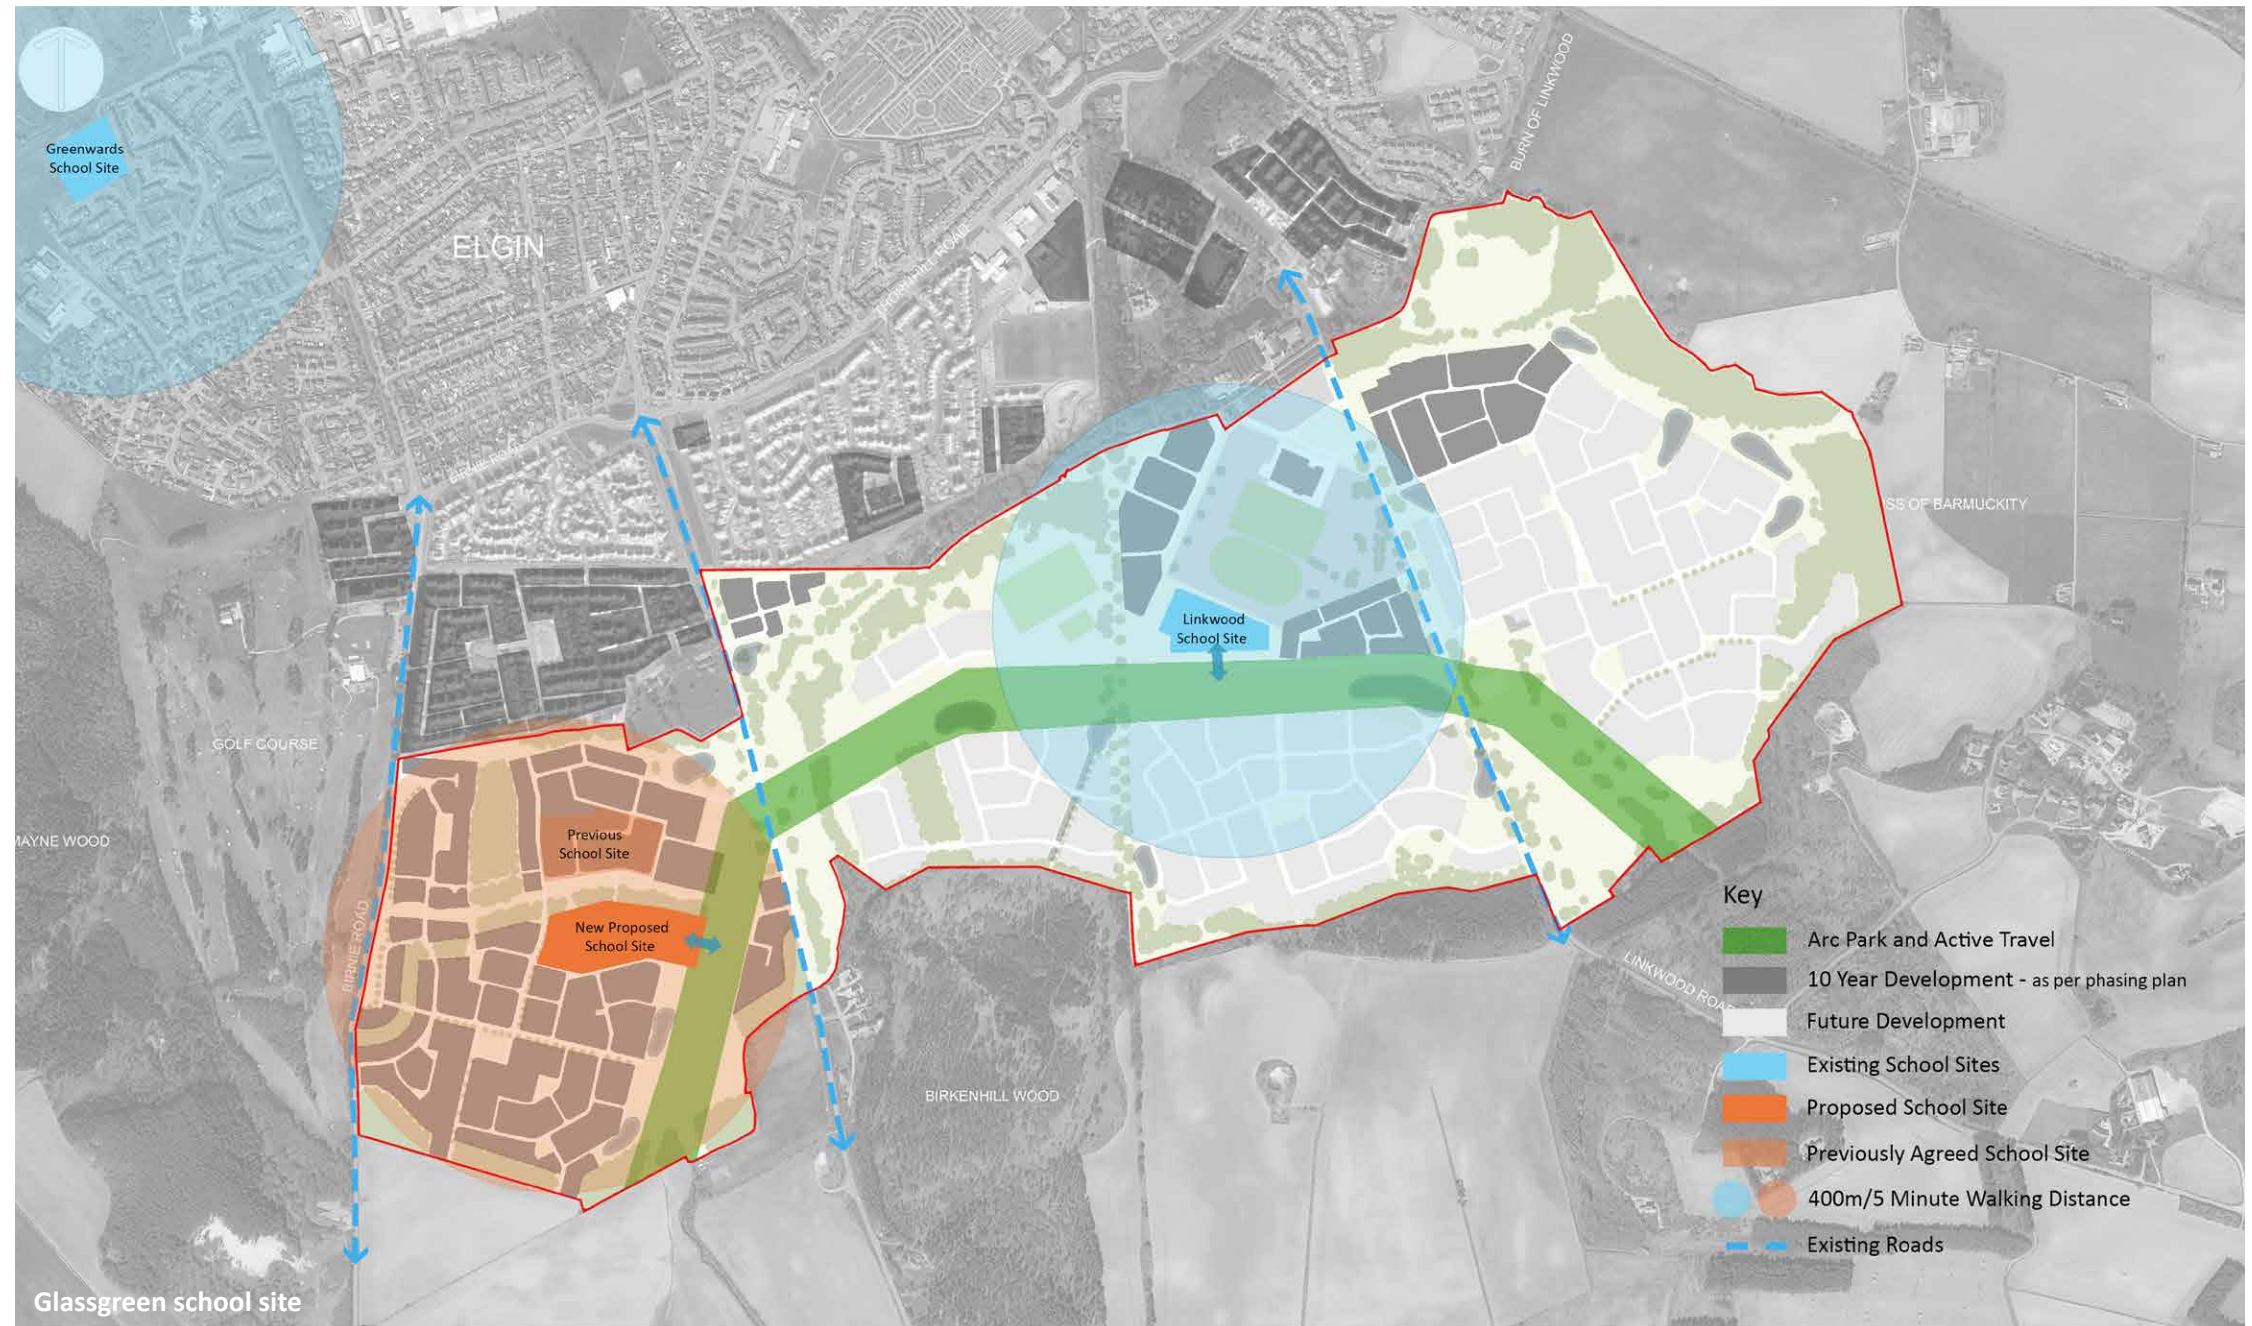 BURN OF LINKWOOD
Greenwards
School Site
ELGIN
THORNHILL ROAD
SS OF BARMUCKITY
Linkwood
School Site
GOLF COURSE
MAYNE WOOD
Previous
School Site
BIRNIE ROAD
New Proposed
School Site
BIRKENHILL WOOD
LINKWOOD ROAD
Key
Arc Park and Active Travel
10 Year Development - as per phasing plan
Future Development
Existing School Sites
Proposed School Site
Previously Agreed School Site
400m/5 Minute Walking Distance
Existing Roads
Glassgreen school site